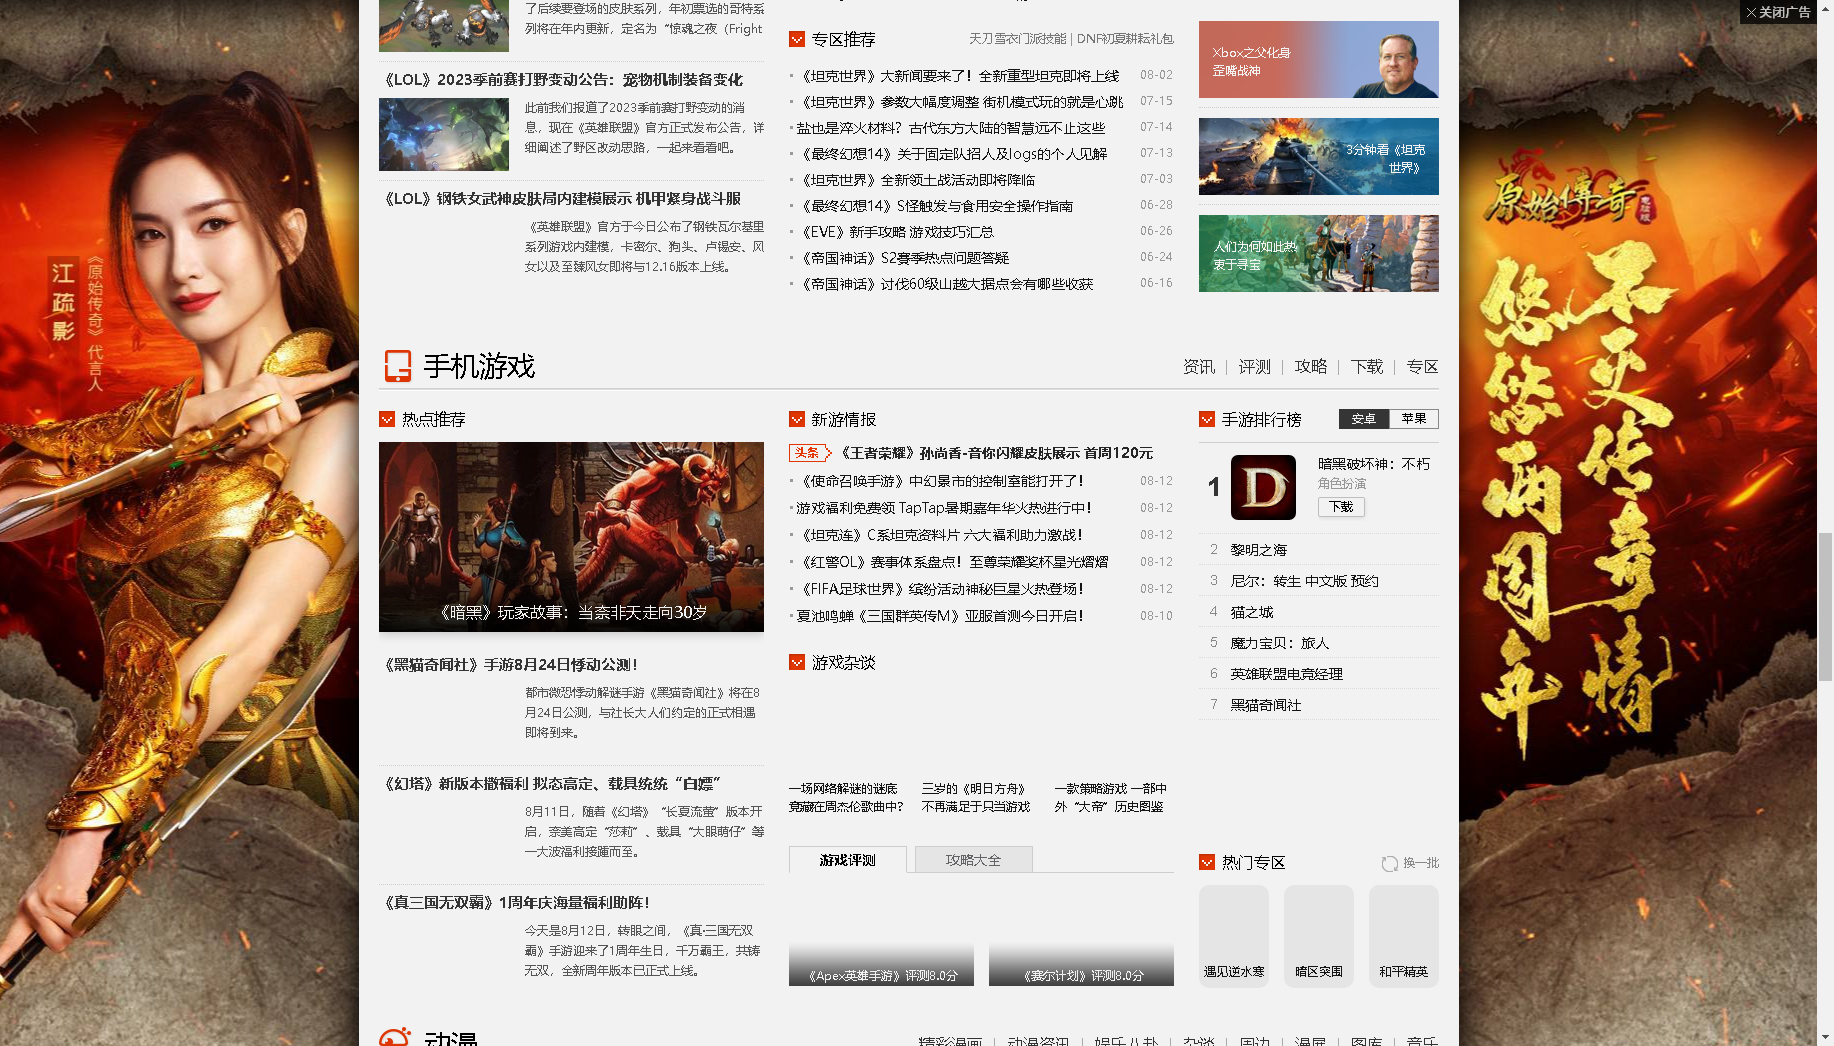 关闭广告
了后续要登场的皮肤系列，年初票选的哥特系
列将在年内更新，定名为“惊魂之夜（Fright
《LOL》2023季前赛打野变动公告：宠物机制装备变化
此前我们报道了2023季前赛打野变动的消
息，现在《英雄联盟》官方正式发布公告，详
细阐述了野区改动思路，一起来看看吧。
《LOL》钢铁女武神皮肤局内建模展示 机甲紧身战斗服
《英雄联盟》官方于今日公布了钢铁瓦尔基里
系列游戏内建模，卡密尔、狗头、卢锡安、风
女以及至臻风女即将与12.16版本上线。
专区推荐
天刀雪衣门派技能 | DNF初夏耕耘礼包
《坦克世界》大新闻要来了！全新重型坦克即将上线 08-02
《坦克世界》参数大幅度调整 街机模式玩的就是心跳 07-15
盐也是淬火材料？古代东方大陆的智慧远不止这些 07-14
《最终幻想14》关于固定队招人及logs的个人见解 07-13
《坦克世界》全新领土战活动即将降临 07-03
《最终幻想14》S怪触发与食用安全操作指南 06-28
《EVE》新手攻略 游戏技巧汇总 06-26
《帝国神话》S2赛季热点问题答疑 06-24
《帝国神话》讨伐60级山越大据点会有哪些收获 06-16
Xbox之父化身
歪嘴战神
3分钟看《坦克
世界》
人们为何如此热
衷于寻宝
江疏影
《原始传奇》代言人
原始傳奇
不丈传奇情
悠悠两周年
手机游戏
资讯 | 评测 | 攻略 | 下载 | 专区
热点推荐
《暗黑》玩家故事：当奈非天走向30岁
《黑猫奇闻社》手游8月24日悸动公测！
都市微恐悸动解谜手游《黑猫奇闻社》将在8
月24日公测，与社长大人们约定的正式相遇
即将到来。
《幻塔》新版本撒福利 拟态高定、载具统统“白嫖”
8月11日，随着《幻塔》“长夏流萤”版本开
启，奈美高定“莎莉”、载具“大眼萌仔”等
一大波福利接踵而至。
《真三国无双霸》1周年庆海量福利助阵！
今天是8月12日，转眼之间，《真·三国无双
霸》手游迎来了1周年生日，千万霸王，共铸
无双，全新周年版本已正式上线。
新游情报
头条 《王者荣耀》孙尚香-音你闪耀皮肤展示 首周120元
《使命召唤手游》中幻景市的控制室能打开了！ 08-12
游戏福利免费领 TapTap暑期嘉年华火热进行中！ 08-12
《坦克连》C系坦克资料片 六大福利助力激战！ 08-12
《红警OL》赛事体系盘点！至尊荣耀奖杯星光熠熠 08-12
《FIFA足球世界》缤纷活动神秘巨星火热登场！ 08-12
夏池鸣蝉《三国群英传M》亚服首测今日开启！ 08-10
游戏杂谈
一场网络解谜的谜底
竟藏在周杰伦歌曲中？
三岁的《明日方舟》
不再满足于只当游戏
一款策略游戏 一部中
外“大帝”历史图鉴
游戏评测
攻略大全
《Apex英雄手游》评测8.0分
《赛尔计划》评测8.0分
手游排行榜
安卓 苹果
1
暗黑破坏神：不朽
角色扮演
下载
2 黎明之海
3 尼尔：转生 中文版 预约
4 猫之城
5 魔力宝贝：旅人
6 英雄联盟电竞经理
7 黑猫奇闻社
热门专区
换一批
遇见逆水寒
暗区突围
和平精英
动漫
精彩漫画 | 动漫资讯 | 娱乐八卦 | 杂谈 | 周边 | 漫展 | 图库 | 音乐